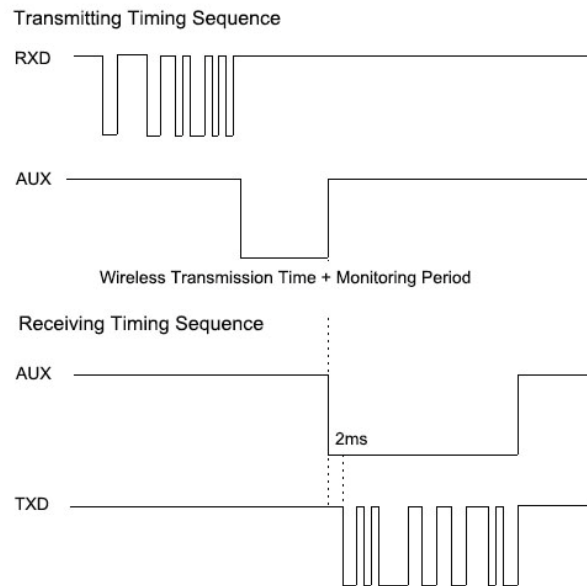 Transmitting Timing Sequence
RXD
AUX
Wireless Transmission Time + Monitoring Period
Receiving Timing Sequence
AUX
2ms
TXD